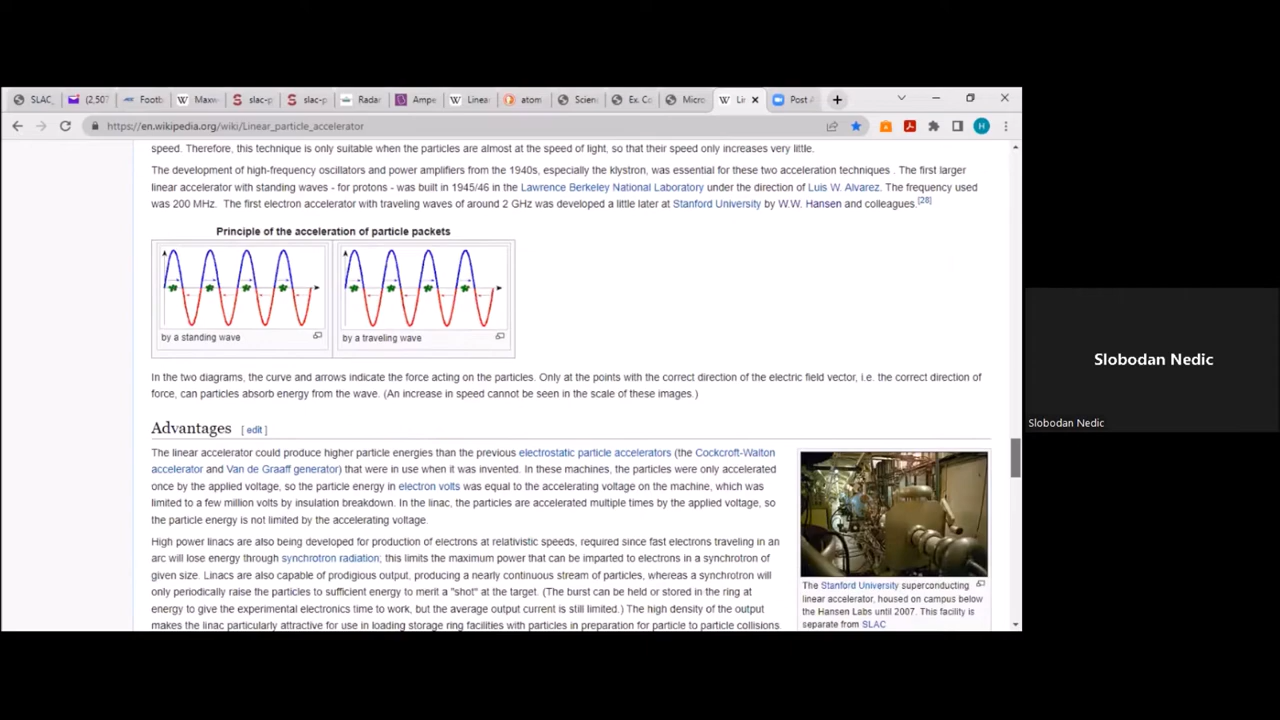 SLAC
(2,507
Footb
Maxw
slac-p
slac-p
Radar
Ampe
Linea
atom
Scien
Ex. Co
Micro
Lin
Post A
https://en.wikipedia.org/wiki/Linear_particle_accelerator
H
speed. Therefore, this technique is only suitable when the particles are almost at the speed of light, so that their speed only increases very little.
The development of high-frequency oscillators and power amplifiers from the 1940s, especially the klystron, was essential for these two acceleration techniques . The first larger
linear accelerator with standing waves - for protons - was built in 1945/46 in the Lawrence Berkeley National Laboratory under the direction of Luis W. Alvarez. The frequency used
was 200 MHz. The first electron accelerator with traveling waves of around 2 GHz was developed a little later at Stanford University by W.W. Hansen and colleagues.[28]
Principle of the acceleration of particle packets
by a standing wave
by a traveling wave
In the two diagrams, the curve and arrows indicate the force acting on the particles. Only at the points with the correct direction of the electric field vector, i.e. the correct direction of
force, can particles absorb energy from the wave. (An increase in speed cannot be seen in the scale of these images.)
Advantages [ edit ]
The linear accelerator could produce higher particle energies than the previous electrostatic particle accelerators (the Cockcroft-Walton
accelerator and Van de Graaff generator) that were in use when it was invented. In these machines, the particles were only accelerated
once by the applied voltage, so the particle energy in electron volts was equal to the accelerating voltage on the machine, which was
limited to a few million volts by insulation breakdown. In the linac, the particles are accelerated multiple times by the applied voltage, so
the particle energy is not limited by the accelerating voltage.
High power linacs are also being developed for production of electrons at relativistic speeds, required since fast electrons traveling in an
arc will lose energy through synchrotron radiation; this limits the maximum power that can be imparted to electrons in a synchrotron of
given size. Linacs are also capable of prodigious output, producing a nearly continuous stream of particles, whereas a synchrotron will
only periodically raise the particles to sufficient energy to merit a "shot" at the target. (The burst can be held or stored in the ring at
energy to give the experimental electronics time to work, but the average output current is still limited.) The high density of the output
makes the linac particularly attractive for use in loading storage ring facilities with particles in preparation for particle to particle collisions.
The Stanford University superconducting
linear accelerator, housed on campus below
the Hansen Labs until 2007. This facility is
separate from SLAC
Slobodan Nedic
Slobodan Nedic